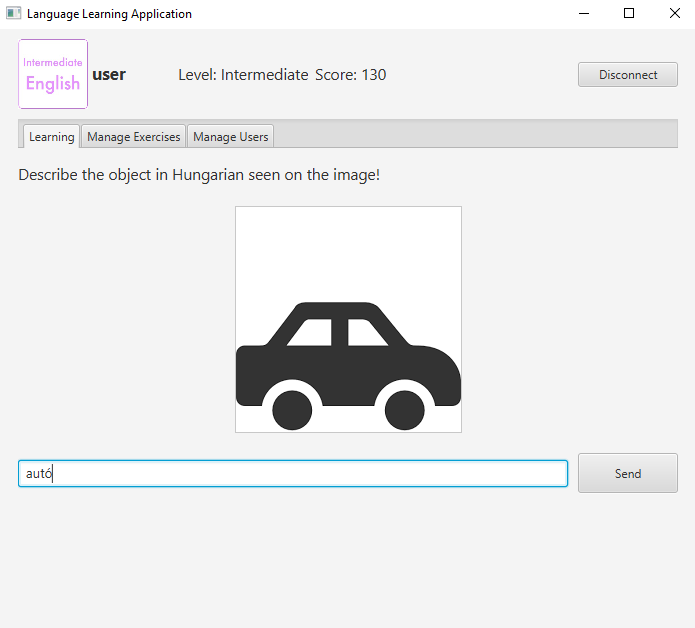 Language Learning Application
Intermediate
English
user
Level: Intermediate Score: 130
Disconnect
Learning Manage Exercises Manage Users
Describe the object in Hungarian seen on the image!
autó
Send